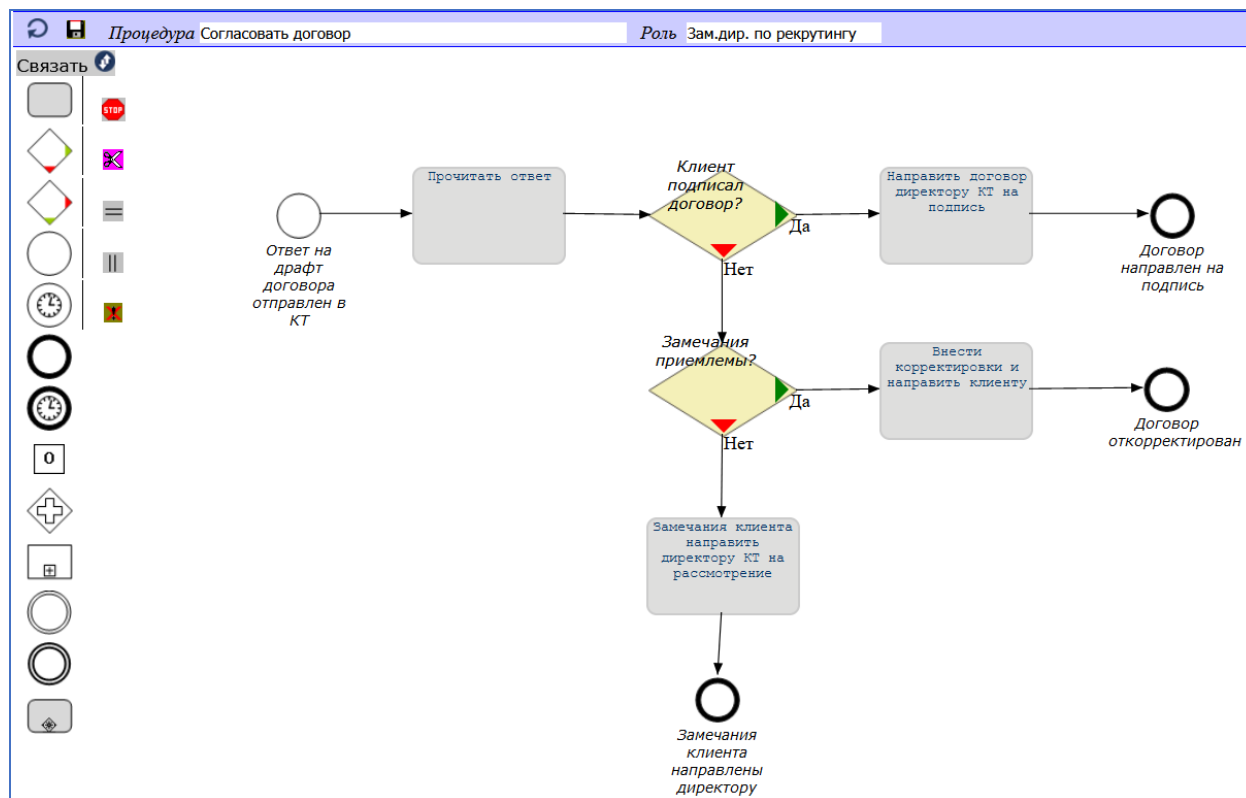 Процедура Согласовать договор Роль Зам.дир. по рекрутингу
Связать
STOP
0
Ответ на
драфт
договора
отправлен в
КТ
Прочитать ответ
Клиент
подписал
договор?
Да
Нет
Направить договор
директору КТ на
подпись
Договор
направлен на
подпись
Замечания
приемлемы?
Да
Нет
Внести
корректировки и
направить клиенту
Договор
откорректирован
Замечания клиента
направить
директору КТ на
рассмотрение
Замечания
клиента
направлены
директору